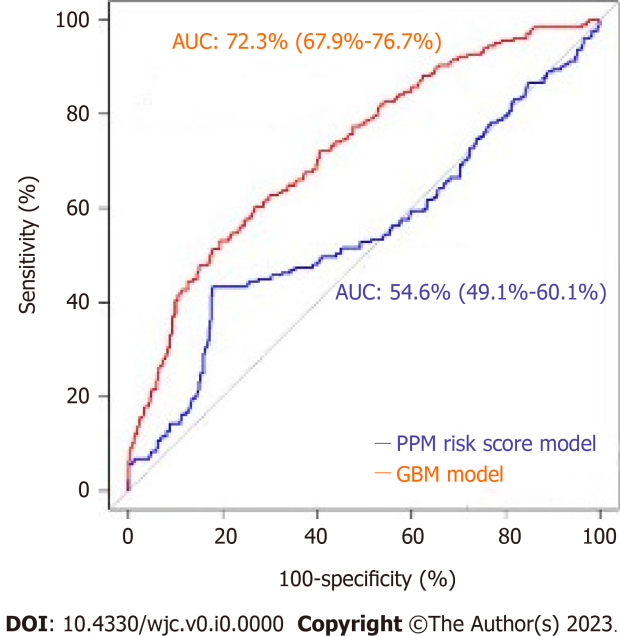 100
80
60
40
20
0
Sensitivity (%)
AUC: 72.3% (67.9%-76.7%)
AUC: 54.6% (49.1%-60.1%)
PPM risk score model
GBM model
0 20 40 60 80 100
100-specificity (%)
DOI: 10.4330/wjc.v0.i0.0000 Copyright ©The Author(s) 2023.